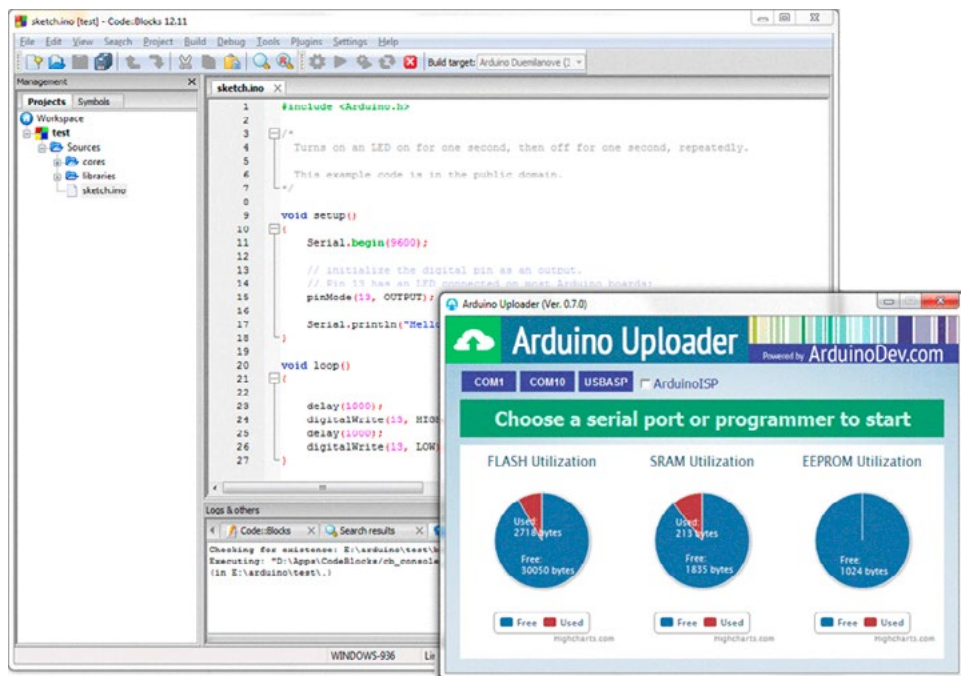 sketch.ino [test] - Code::Blocks 12.11
File Edit View Search Project Build Debug Tools Plugins Settings Help
Build target: Arduino Duemilanove (
Management
Projects Symbols
Workspace
test
Sources
cores
libraries
sketch.ino
sketch.ino
1 #include <Arduino.h>
2
3 /*
4 Turns on an LED on for one second, then off for one second, repeatedly.
5
6 This example code is in the public domain.
7 */
8
9 void setup()
10 {
11 Serial.begin(9600);
12
13 // initialize the digital pin as an output.
14 // Pin 13 has an LED connected on most Arduino boards:
15 pinMode(13, OUTPUT);
16
17 Serial.println("Hello
18 }
19
20 void loop()
21 {
22
23 delay(1000);
24 digitalWrite(13, HIGH
25 delay(1000);
26 digitalWrite(13, LOW)
27 }
Logs & others
Code::Blocks Search results
Checking for existence: E:\arduino\test\b
Executing: "D:\Apps\CodeBlocks/cb_console
(in E:\arduino\test\.)
WINDOWS-936
Arduino Uploader (Ver. 0.7.0)
Arduino Uploader
Powered by ArduinoDev.com
COM1 COM10 USBASP ArduinoISP
Choose a serial port or programmer to start
FLASH Utilization SRAM Utilization EEPROM Utilization
Used:
2718 bytes
Free:
30050 bytes
Used:
213 bytes
Free:
1835 bytes
Free:
1024 bytes
Free Used
Highcharts.com
Free Used
Highcharts.com
Free Used
Highcharts.com